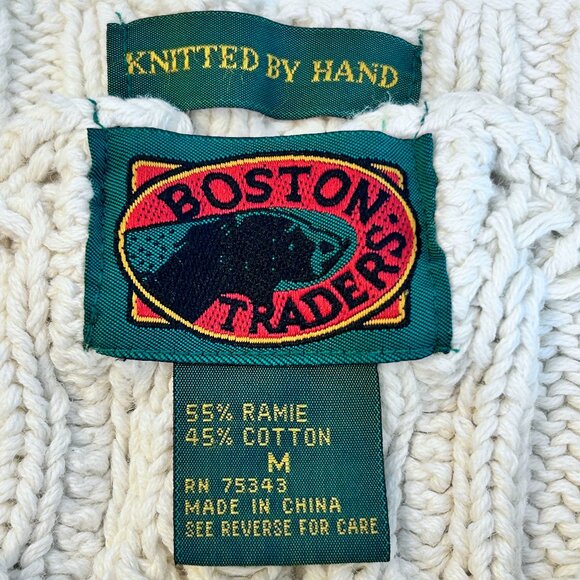 KNITTED BY HAND
BOSTON
TRADERS
55% RAMIE
45% COTTON
M
RN 75343
MADE IN CHINA
SEE REVERSE FOR CARE